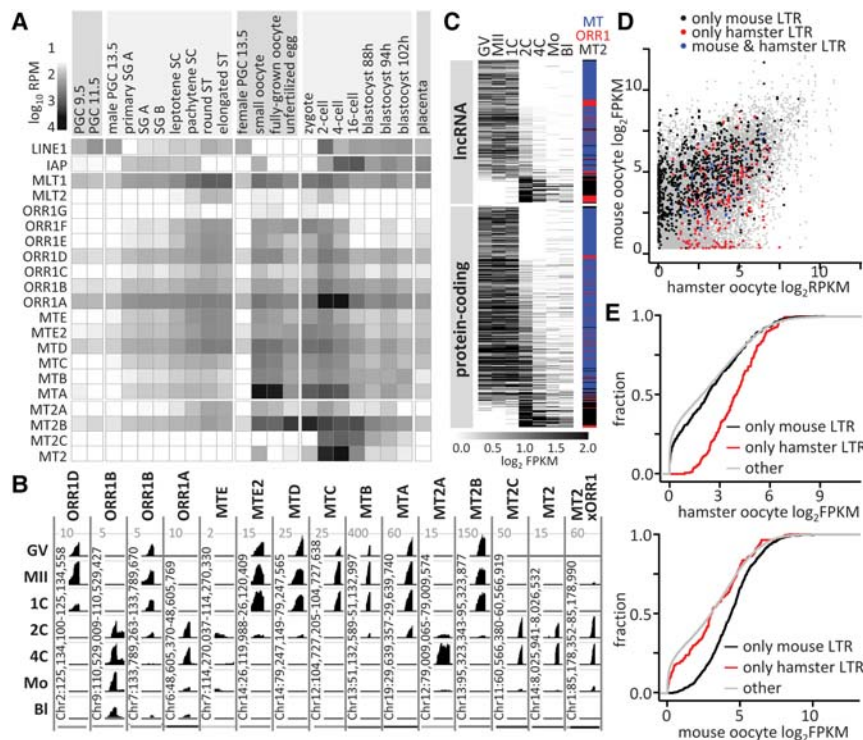 A
log10 RPM
1
2
3
4
PGC 9.5
PGC 11.5
male PGC 13.5
primary SG A
SG A
SG B
leptotene SC
pachytene SC
round ST
elongated ST
female PGC 13.5
small oocyte
fully-grown oocyte
unfertilized egg
zygote
2-cell
4-cell
16-cell
blastocyst 88h
blastocyst 94h
blastocyst 102h
placenta
LINE1
IAP
MLT1
MLT2
ORR1G
ORR1F
ORR1E
ORR1D
ORR1C
ORR1B
ORR1A
MTE
MTE2
MTD
MTC
MTB
MTA
MT2A
MT2B
MT2C
MT2
B
ORR1D
ORR1B
ORR1B
ORR1A
MTE
MTE2
MTD
MTC
MTB
MTA
MT2A
MT2B
MT2C
MT2
MT2 xORR1
10 5 5 10 2 15 25 25 400 60 15 150 50 15 60
GV
MII
1C
2C
4C
Mo
Bl
Chr2:125,134,100-125,134,558
Chr9:110,529,009-110,529,427
Chr7:133,789,263-133,789,670
Chr6:48,605,370-48,605,769
Chr7:114,270,037-114,270,330
Chr14:26,119,988-26,120,409
Chr14:79,247,149-79,247,565
Chr12:104,727,205-104,727,638
Chr13:51,132,589-51,132,997
Chr19:29,639,357-29,639,740
Chr12:79,009,065-79,009,574
Chr13:95,323,343-95,323,877
Chr11:60,566,380-60,566,919
Chr14:8,025,941-8,026,532
Chr1:85,178,352-85,178,990
C
GV
MII
1C
2C
4C
Mo
Bl
MT
ORR1
MT2
lncRNA
protein-coding
0.0 0.5 1.0 1.5 2.0
log2 FPKM
D
only mouse LTR
only hamster LTR
mouse & hamster LTR
mouse oocyte log2FPKM
10
5
0
0 5 10
hamster oocyte log2RPKM
E
1.0
0.5
0.0
fraction
only mouse LTR
only hamster LTR
other
0 3 6 9
hamster oocyte log2FPKM
1.0
0.5
0.0
fraction
only mouse LTR
only hamster LTR
other
0 5 10
mouse oocyte log2FPKM